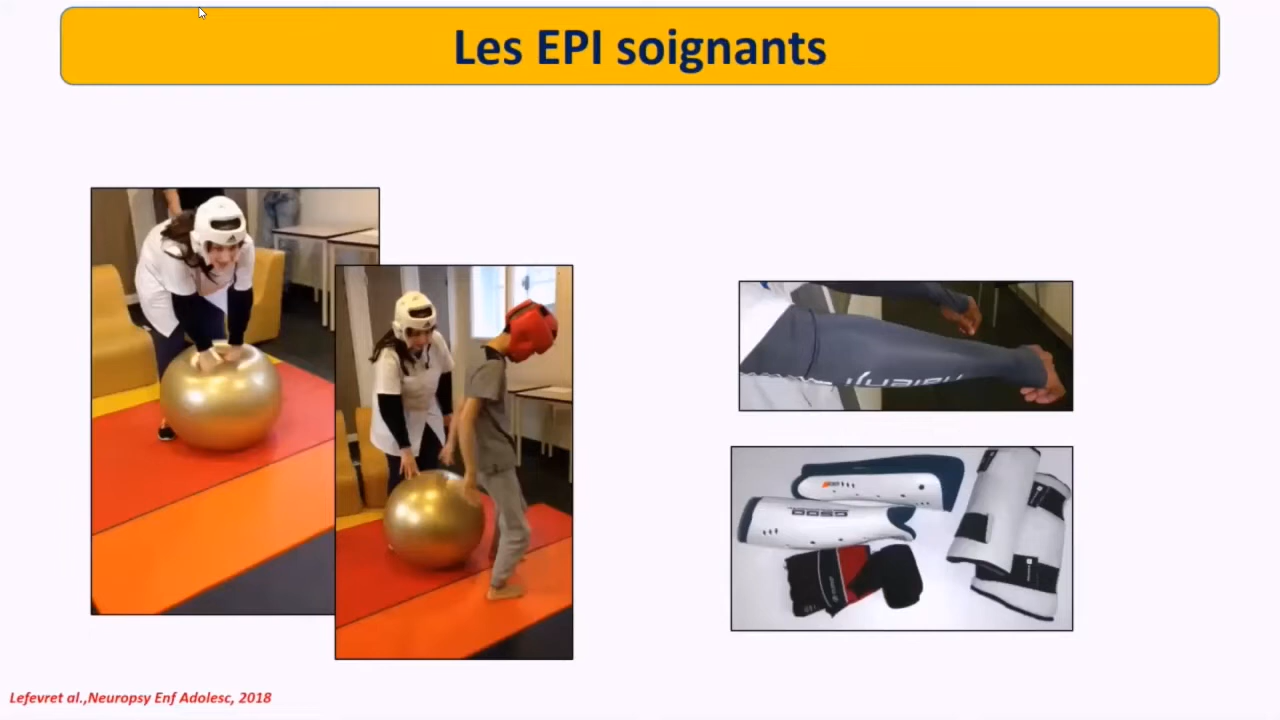 Les EPI soignants
Lefevret al.,Neuropsy Enf Adolesc, 2018